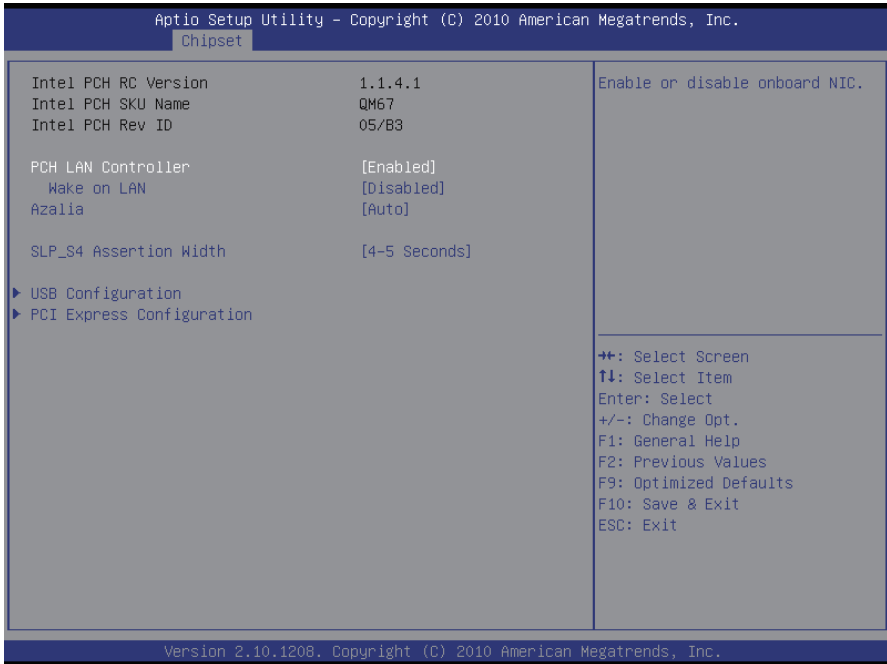 Aptio Setup Utility – Copyright (C) 2010 American Megatrends, Inc.
Chipset
Intel PCH RC Version 1.1.4.1
Intel PCH SKU Name QM67
Intel PCH Rev ID 05/B3
PCH LAN Controller [Enabled]
Wake on LAN [Disabled]
Azalia [Auto]
SLP_S4 Assertion Width [4-5 Seconds]
USB Configuration
PCI Express Configuration
Enable or disable onboard NIC.
→←: Select Screen
↑↓: Select Item
Enter: Select
+/-: Change Opt.
F1: General Help
F2: Previous Values
F9: Optimized Defaults
F10: Save & Exit
ESC: Exit
Version 2.10.1208. Copyright (C) 2010 American Megatrends, Inc.